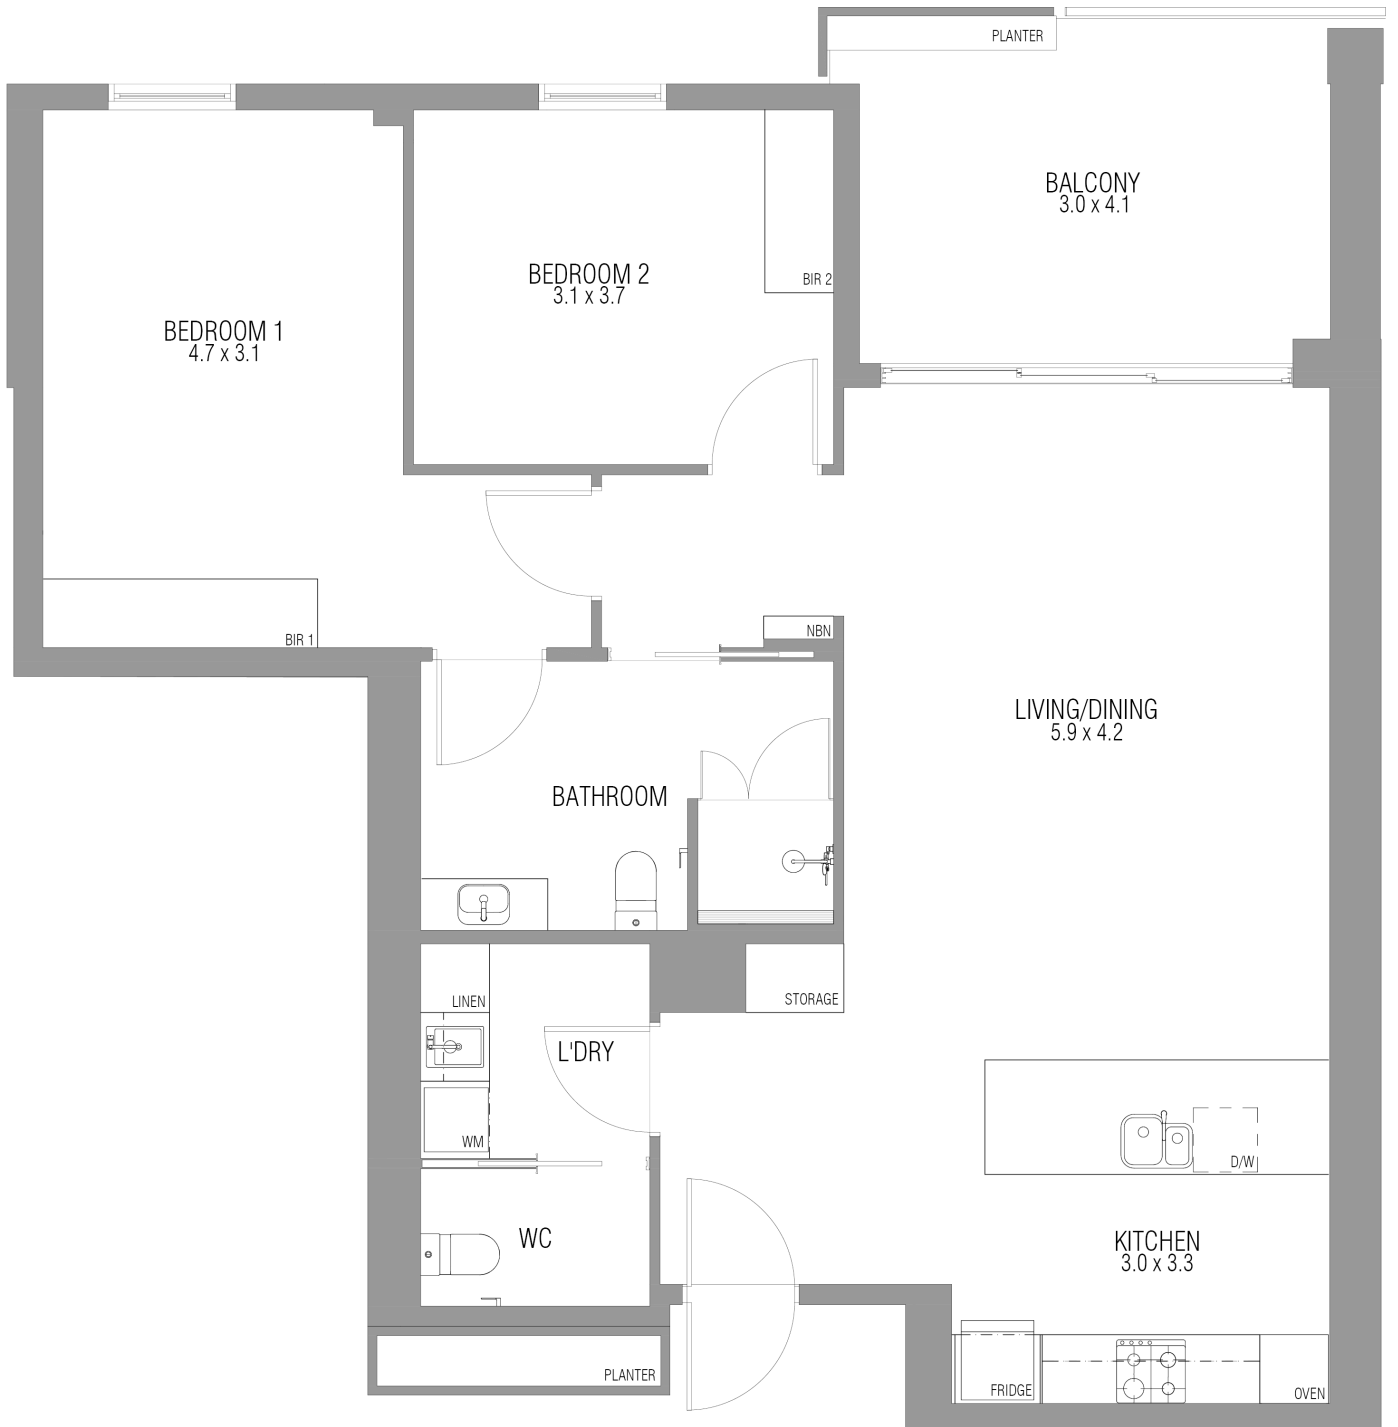 PLANTER
BALCONY
3.0 x 4.1
BEDROOM 2
3.1 x 3.7
BIR 2
BEDROOM 1
4.7 x 3.1
BIR 1
NBN
LIVING/DINING
5.9 x 4.2
BATHROOM
LINEN
STORAGE
L'DRY
WM
D/W
WC
KITCHEN
3.0 x 3.3
PLANTER
FRIDGE
OVEN